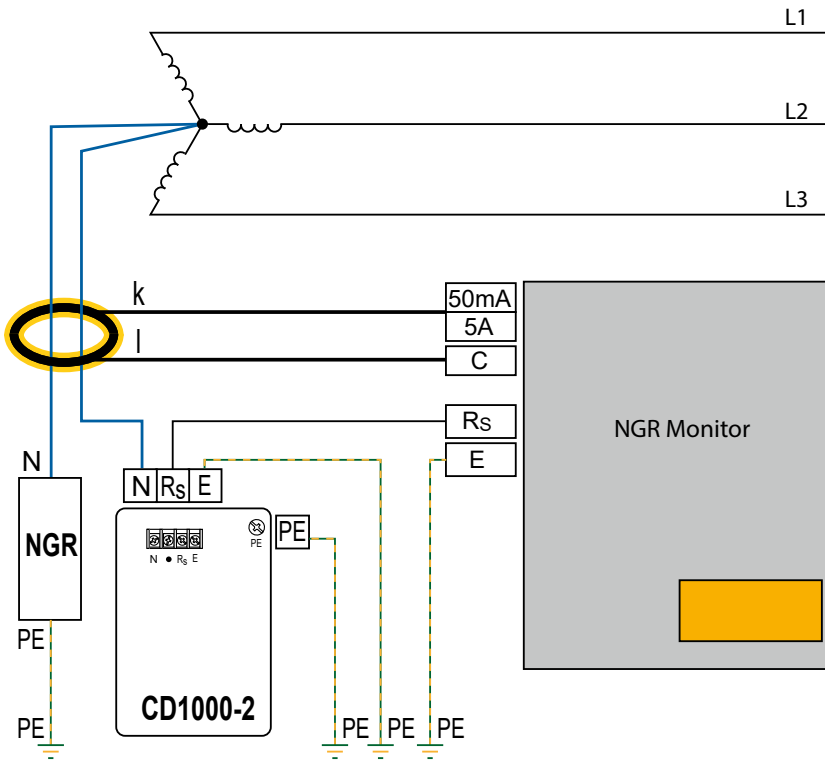 L1
L2
L3
k
50mA
5A
l
C
Rs
NGR Monitor
E
N
N Rs E
NGR
PE
PE
N • Rs E
PE
CD1000-2
PE
PE PE PE PE